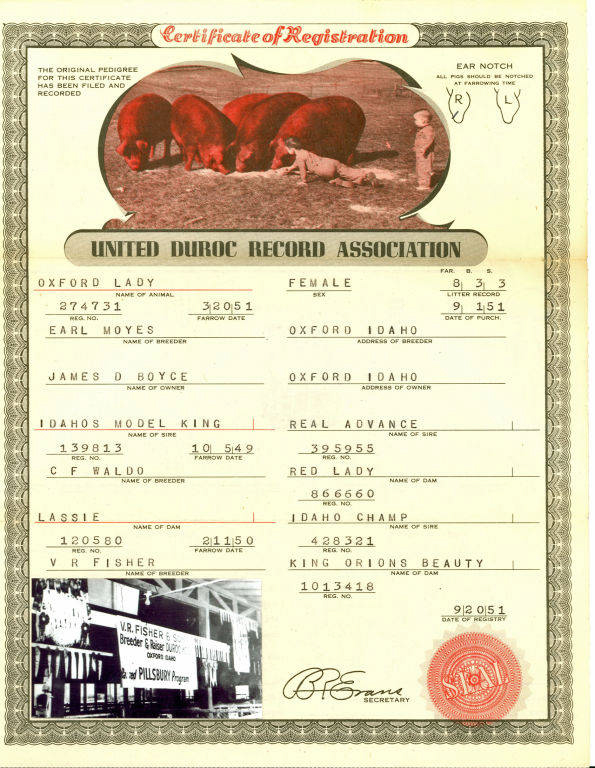 Certificate of Registration
THE ORIGINAL PEDIGREE
FOR THIS CERTIFICATE
HAS BEEN FILED AND
RECORDED
EAR NOTCH
ALL PIGS SHOULD BE NOTCHED
AT FARROWING TIME
R L
UNITED DUROC RECORD ASSOCIATION
FAR. B. S.
OXFORD LADY FEMALE 8 3 3
NAME OF ANIMAL SEX LITTER RECORD
274731 3 20 51 9 1 51
REG. NO. FARROW DATE DATE OF PURCH.
EARL MOYES OXFORD IDAHO
NAME OF BREEDER ADDRESS OF BREEDER
JAMES D BOYCE OXFORD IDAHO
NAME OF OWNER ADDRESS OF OWNER
IDAHOS MODEL KING REAL ADVANCE
NAME OF SIRE NAME OF SIRE
139813 10 5 49 395955
REG. NO. FARROW DATE REG. NO.
C F WALDO RED LADY
NAME OF BREEDER NAME OF DAM
866660
REG. NO.
LASSIE IDAHO CHAMP
NAME OF DAM NAME OF SIRE
120580 2 11 50 428321
REG. NO. FARROW DATE REG. NO.
V R FISHER KING ORIONS BEAUTY
NAME OF BREEDER NAME OF DAM
1013418
REG. NO.
9 20 51
DATE OF REGISTRY
V.R. FISHER &
Breeder & Raiser DUROC
OXFORD IDAHO
PILLSBURY Program
B R Evans
SECRETARY
SEAL